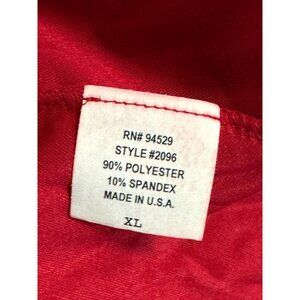 RN# 94529
STYLE #2096
90% POLYESTER
10% SPANDEX
MADE IN U.S.A.
XL